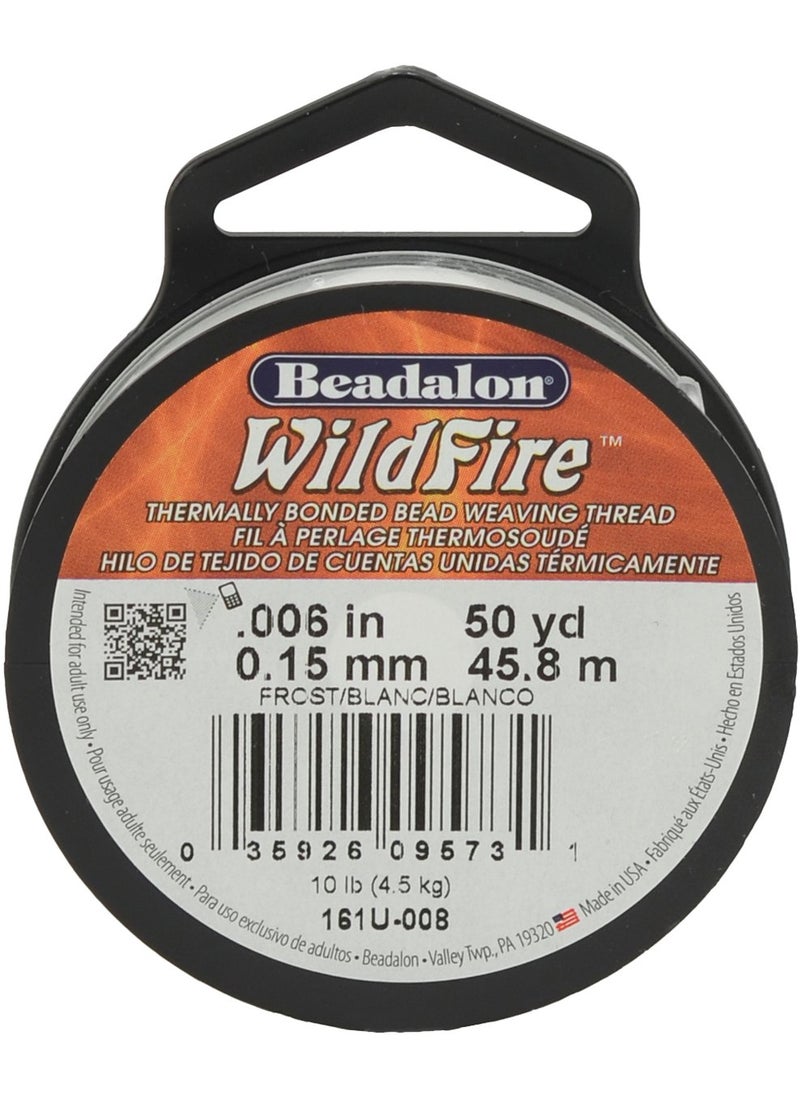 Beadalon®
WildFire™
THERMALLY BONDED BEAD WEAVING THREAD
FIL À PERLAGE THERMOSOUDÉ
HILO DE TEJIDO DE CUENTAS UNIDAS TÉRMICAMENTE
.006 in 50 yd
0.15 mm 45.8 m
FROST/BLANC/BLANCO
0 35926 09573 1
10 lb (4.5 kg)
161U-008
Intended for adult use only • Pour usage adulte seulement • Para uso exclusivo de adultos • Beadalon • Valley Twp., PA 19320 Made in USA • Fabriqué aux États-Unis • Hecho en Estados Unidos